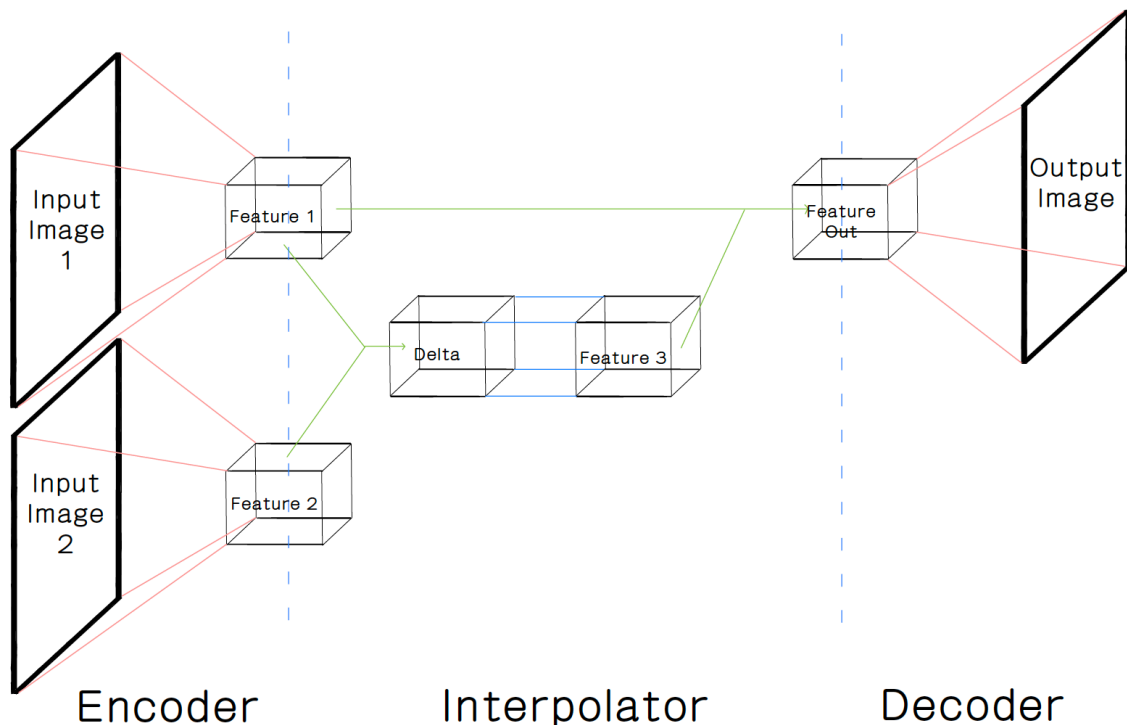 Input
Image
1
Feature 1
Feature
Out
Output
Image
Delta
Feature 3
Input
Image
2
Feature 2
Encoder
Interpolator
Decoder